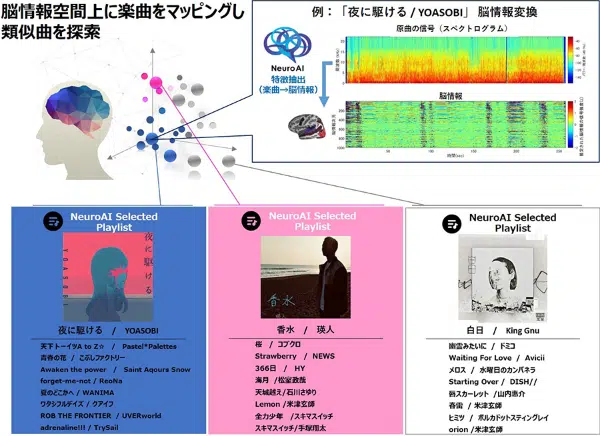 脳情報空間上に楽曲をマッピングし
類似曲を探索
例：「夜に駆ける / YOASOBI」 脳情報変換
原曲の信号（スペクトログラム）
NeuroAI
特徴抽出
（楽曲→脳情報）
脳情報
時間(sec)
NeuroAI Selected
Playlist
夜に駆ける
夜に駆ける / YOASOBI
天下トーイツA to Z☆ / Pastel*Palettes
青春の花 / こぶしファクトリー
Awaken the power / Saint Aqours Snow
forget-me-not / ReoNa
夏のどこかへ / WANIMA
ワタシフルデイズ / クアイフ
ROB THE FRONTIER / UVERworld
adrenaline!!! / TrySail
NeuroAI Selected
Playlist
香水
香水 / 瑛人
桜 / コブクロ
Strawberry / NEWS
366日 / HY
海月 /松室政哉
天城越え/石川さゆり
Lemon /米津玄師
全力少年 /スキマスイッチ
スキマスイッチ/手塚翔太
NeuroAI Selected
Playlist
白日 / King Gnu
幽霊みたいに / ドミコ
Waiting For Love / Avicii
メロス / 水曜日のカンパネラ
Starting Over / DISH//
唇スカーレット /山内惠介
春雷 / 米津玄師
ヒミツ / ポルカドットスティングレイ
orion /米津玄師